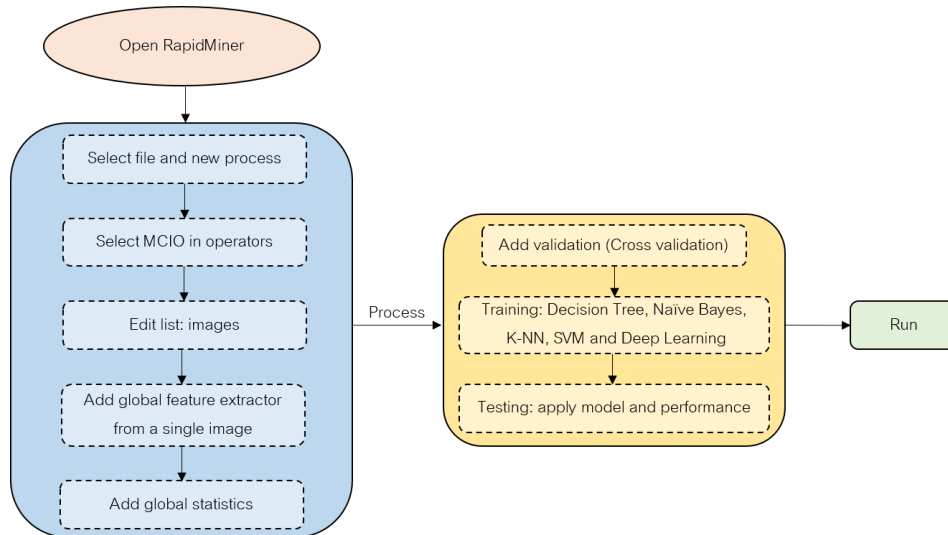 Open RapidMiner
Select file and new process
Select MCIO in operators
Edit list: images
Add global feature extractor
from a single image
Add global statistics
Process
Add validation (Cross validation)
Training: Decision Tree, Naïve Bayes,
K-NN, SVM and Deep Learning
Testing: apply model and performance
Run